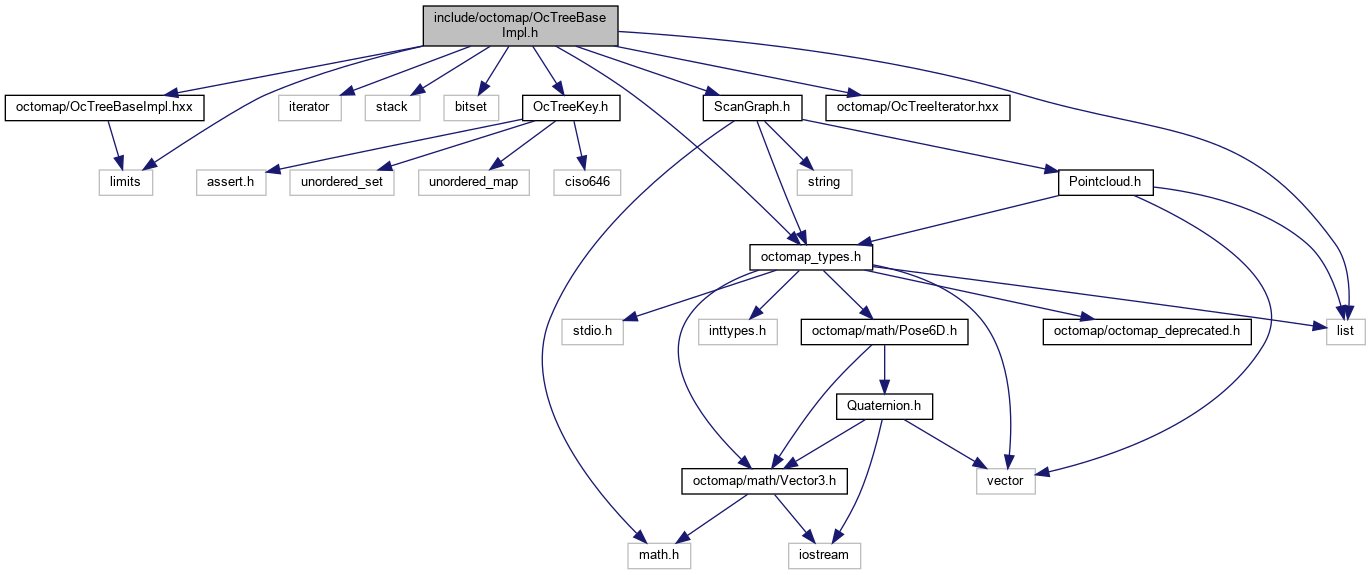 include/octomap/OcTreeBase
Impl.h
octomap/OcTreeBaseImpl.hxx
iterator
stack
bitset
OcTreeKey.h
ScanGraph.h
octomap/OcTreeIterator.hxx
limits
assert.h
unordered_set
unordered_map
ciso646
string
Pointcloud.h
octomap_types.h
stdio.h
inttypes.h
octomap/math/Pose6D.h
octomap/octomap_deprecated.h
list
Quaternion.h
octomap/math/Vector3.h
vector
math.h
iostream